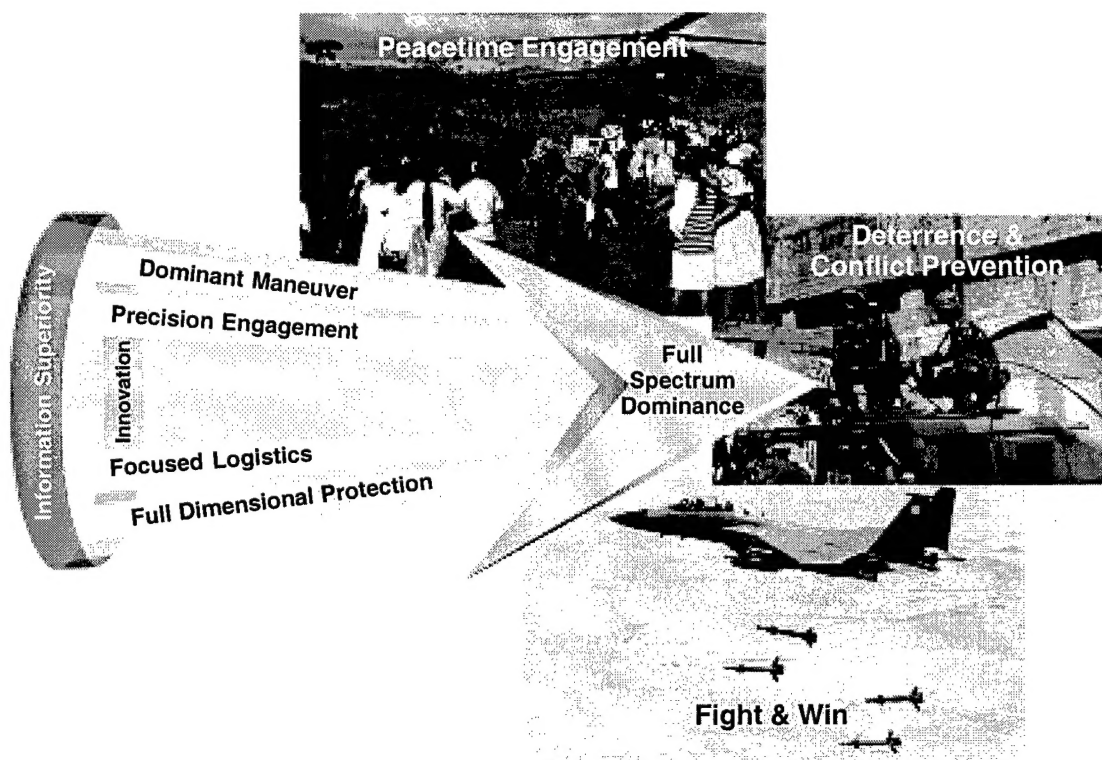 Peacetime Engagement
Deterrence &
Conflict Prevention
Information Superiority
Dominant Maneuver
Precision Engagement
Innovation
Focused Logistics
Full Dimensional Protection
Full
Spectrum
Dominance
Fight & Win